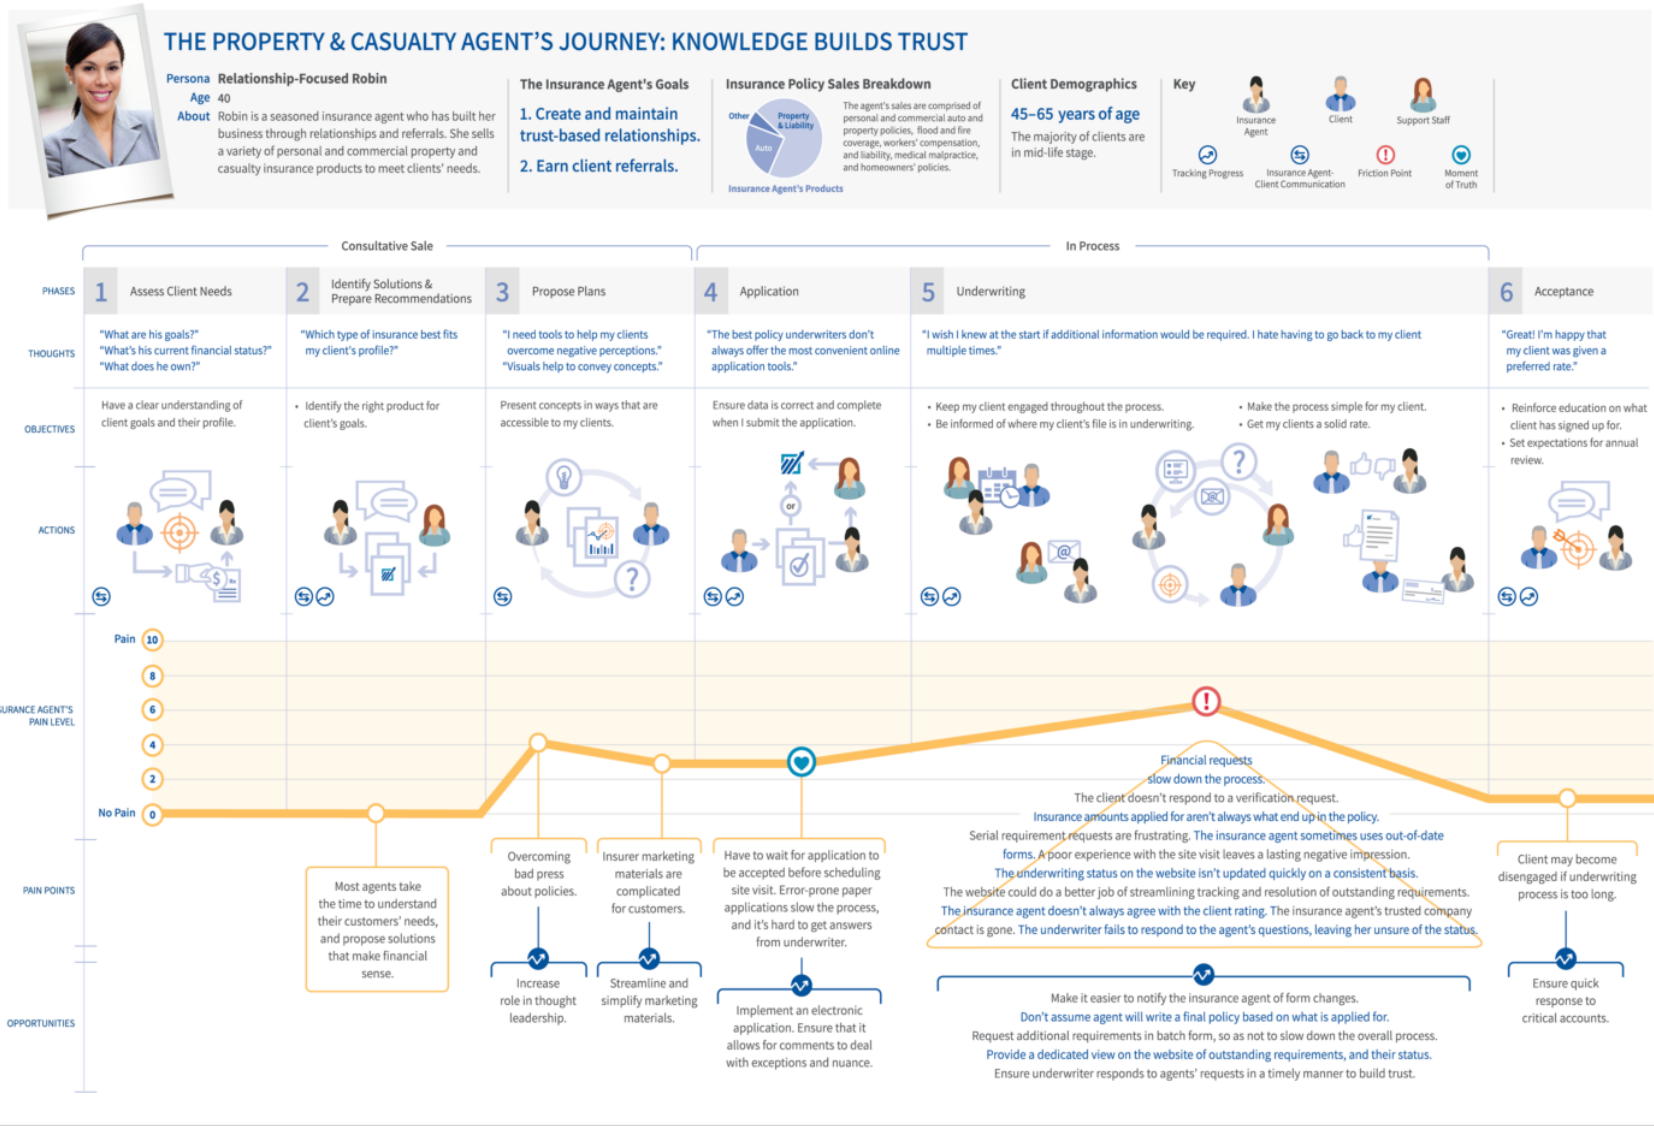 THE PROPERTY & CASUALTY AGENT'S JOURNEY: KNOWLEDGE BUILDS TRUST
Persona Relationship-Focused Robin
Age 40
About Robin is a seasoned insurance agent who has built her
business through relationships and referrals. She sells
a variety of personal and commercial property and
casualty insurance products to meet clients' needs.
The Insurance Agent's Goals
1. Create and maintain
trust-based relationships.
2. Earn client referrals.
Insurance Policy Sales Breakdown
Other
Property
& Liability
Auto
Insurance Agent's Products
The agent's sales are comprised of
personal and commercial auto and
property policies, flood and fire
coverage, workers' compensation,
and liability, medical malpractice,
and homeowners' policies.
Client Demographics
45–65 years of age
The majority of clients are
in mid-life stage.
Key
Insurance
Agent
Client
Support Staff
Tracking Progress
Insurance Agent-
Client Communication
Friction Point
Moment
of Truth
Consultative Sale
In Process
PHASES
1 Assess Client Needs
2 Identify Solutions &
Prepare Recommendations
3 Propose Plans
4 Application
5 Underwriting
6 Acceptance
THOUGHTS
"What are his goals?"
"What's his current financial status?"
"What does he own?"
"Which type of insurance best fits
my client's profile?"
"I need tools to help my clients
overcome negative perceptions."
"Visuals help to convey concepts."
"The best policy underwriters don't
always offer the most convenient online
application tools."
"I wish I knew at the start if additional information would be required. I hate having to go back to my client
multiple times."
"Great! I'm happy that
my client was given a
preferred rate."
OBJECTIVES
Have a clear understanding of
client goals and their profile.
• Identify the right product for
client's goals.
Present concepts in ways that are
accessible to my clients.
Ensure data is correct and complete
when I submit the application.
• Keep my client engaged throughout the process.
• Be informed of where my client's file is in underwriting.
• Make the process simple for my client.
• Get my clients a solid rate.
• Reinforce education on what
client has signed up for.
• Set expectations for annual
review.
ACTIONS
$
Rx
?
or
@
?
@
URANCE AGENT'S
PAIN LEVEL
Pain 10
8
6
4
2
No Pain 0
PAIN POINTS
Most agents take
the time to understand
their customers' needs,
and propose solutions
that make financial
sense.
Overcoming
bad press
about policies.
Insurer marketing
materials are
complicated
for customers.
Have to wait for application to
be accepted before scheduling
site visit. Error-prone paper
applications slow the process,
and it's hard to get answers
from underwriter.
Financial requests
slow down the process.
The client doesn't respond to a verification request.
Insurance amounts applied for aren't always what end up in the policy.
Serial requirement requests are frustrating. The insurance agent sometimes uses out-of-date
forms. A poor experience with the site visit leaves a lasting negative impression.
The underwriting status on the website isn't updated quickly on a consistent basis.
The website could do a better job of streamlining tracking and resolution of outstanding requirements.
The insurance agent doesn't always agree with the client rating. The insurance agent's trusted company
contact is gone. The underwriter fails to respond to the agent's questions, leaving her unsure of the status.
Client may become
disengaged if underwriting
process is too long.
OPPORTUNITIES
Increase
role in thought
leadership.
Streamline and
simplify marketing
materials.
Implement an electronic
application. Ensure that it
allows for comments to deal
with exceptions and nuance.
Make it easier to notify the insurance agent of form changes.
Don't assume agent will write a final policy based on what is applied for.
Request additional requirements in batch form, so as not to slow down the overall process.
Provide a dedicated view on the website of outstanding requirements, and their status.
Ensure underwriter responds to agents' requests in a timely manner to build trust.
Ensure quick
response to
critical accounts.